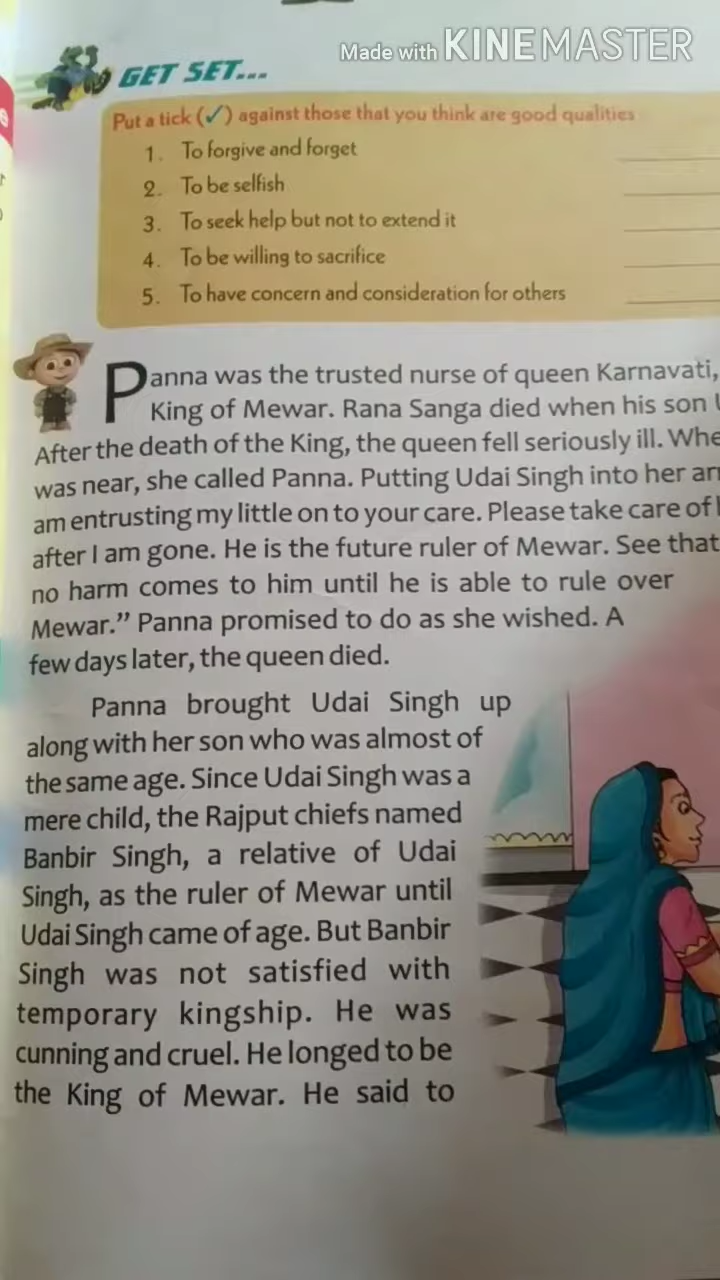 Made with KINEMASTER
GET SET...
Put a tick (✓) against those that you think are good qualities
1. To forgive and forget
2. To be selfish
3. To seek help but not to extend it
4. To be willing to sacrifice
5. To have concern and consideration for others
Panna was the trusted nurse of queen Karnavati,
King of Mewar. Rana Sanga died when his son
After the death of the King, the queen fell seriously ill.
was near, she called Panna. Putting Udai Singh into her
am entrusting my little on to your care. Please take care of
after I am gone. He is the future ruler of Mewar. See that
no harm comes to him until he is able to rule over
Mewar.” Panna promised to do as she wished. A
few days later, the queen died.
Panna brought Udai Singh up
along with her son who was almost of
the same age. Since Udai Singh was a
mere child, the Rajput chiefs named
Banbir Singh, a relative of Udai
Singh, as the ruler of Mewar until
Udai Singh came of age. But Banbir
Singh was not satisfied with
temporary kingship. He was
cunning and cruel. He longed to be
the King of Mewar. He said to